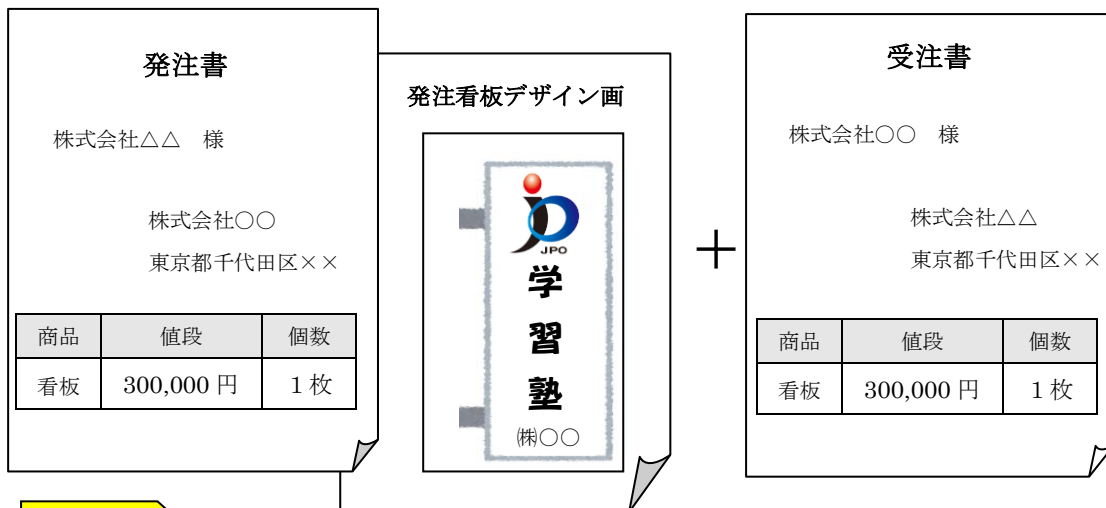 発注書
株式会社△△ 様
株式会社○○
東京都千代田区××
商品 値段 個数
看板 300,000 円 1 枚
発注看板デザイン画
JPO
学
習
塾
㈱○○
＋
受注書
株式会社○○ 様
株式会社△△
東京都千代田区××
商品 値段 個数
看板 300,000 円 1 枚